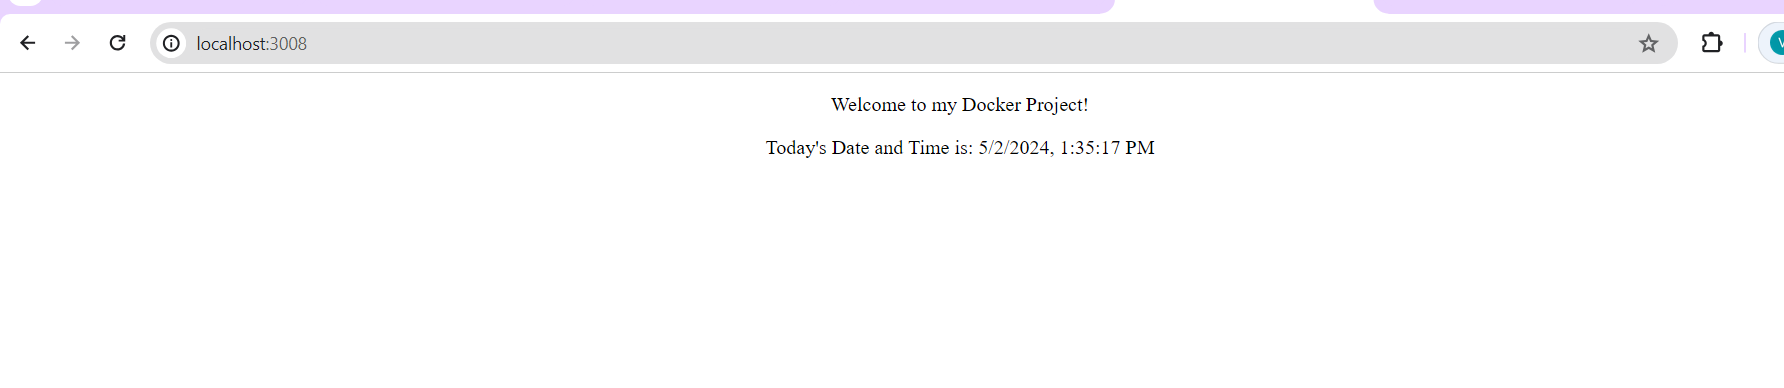 localhost:3008
Welcome to my Docker Project!
Today's Date and Time is: 5/2/2024, 1:35:17 PM